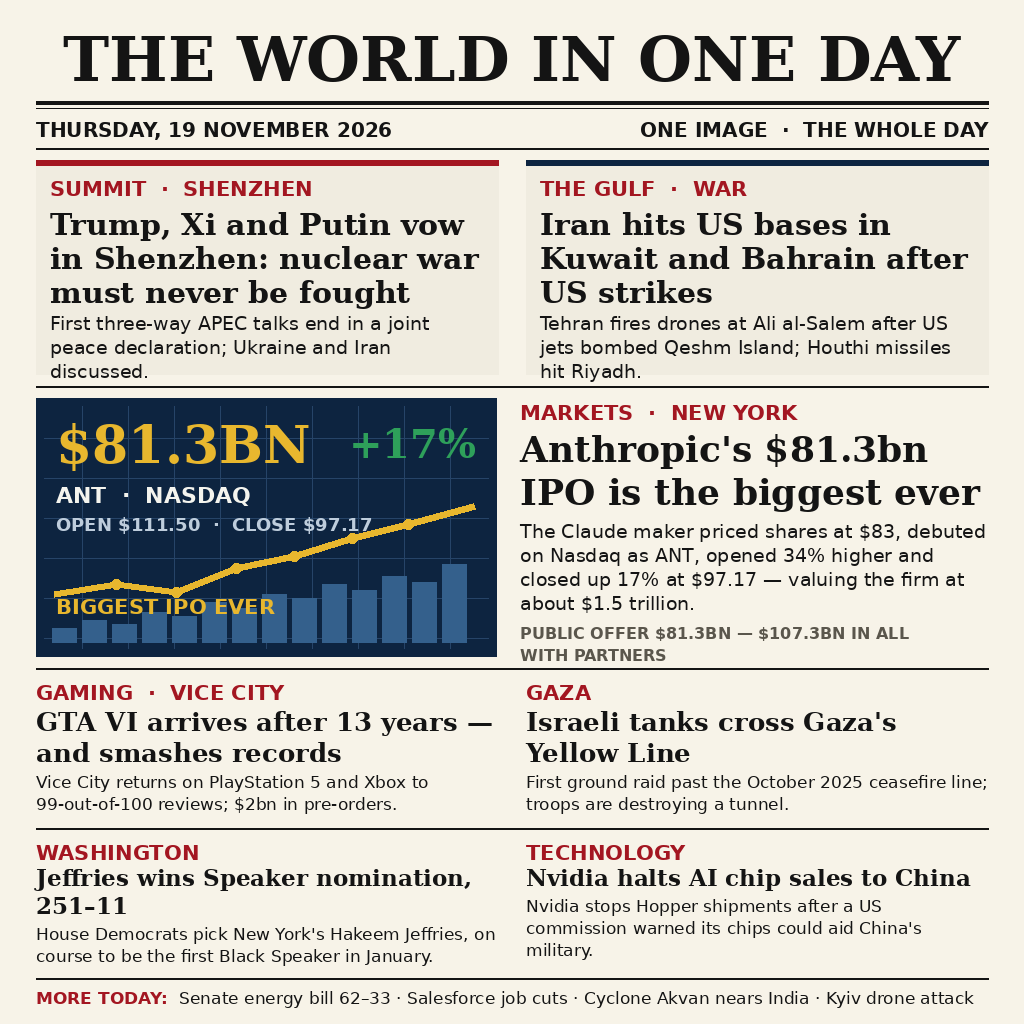 THE WORLD IN ONE DAY
THURSDAY, 19 NOVEMBER 2026
ONE IMAGE · THE WHOLE DAY
SUMMIT · SHENZHEN
Trump, Xi and Putin vow
in Shenzhen: nuclear war
must never be fought
First three-way APEC talks end in a joint
peace declaration; Ukraine and Iran
discussed.
THE GULF · WAR
Iran hits US bases in
Kuwait and Bahrain after
US strikes
Tehran fires drones at Ali al-Salem after US
jets bombed Qeshm Island; Houthi missiles
hit Riyadh.
$81.3BN +17%
ANT · NASDAQ
OPEN $111.50 · CLOSE $97.17
BIGGEST IPO EVER
MARKETS · NEW YORK
Anthropic's $81.3bn
IPO is the biggest ever
The Claude maker priced shares at $83, debuted
on Nasdaq as ANT, opened 34% higher and
closed up 17% at $97.17 — valuing the firm at
about $1.5 trillion.
PUBLIC OFFER $81.3BN — $107.3BN IN ALL
WITH PARTNERS
GAMING · VICE CITY
GTA VI arrives after 13 years —
and smashes records
Vice City returns on PlayStation 5 and Xbox to
99-out-of-100 reviews; $2bn in pre-orders.
GAZA
Israeli tanks cross Gaza's
Yellow Line
First ground raid past the October 2025 ceasefire line;
troops are destroying a tunnel.
WASHINGTON
Jeffries wins Speaker nomination,
251–11
House Democrats pick New York's Hakeem Jeffries, on
course to be the first Black Speaker in January.
TECHNOLOGY
Nvidia halts AI chip sales to China
Nvidia stops Hopper shipments after a US
commission warned its chips could aid China's
military.
MORE TODAY: Senate energy bill 62–33 · Salesforce job cuts · Cyclone Akvan nears India · Kyiv drone attack